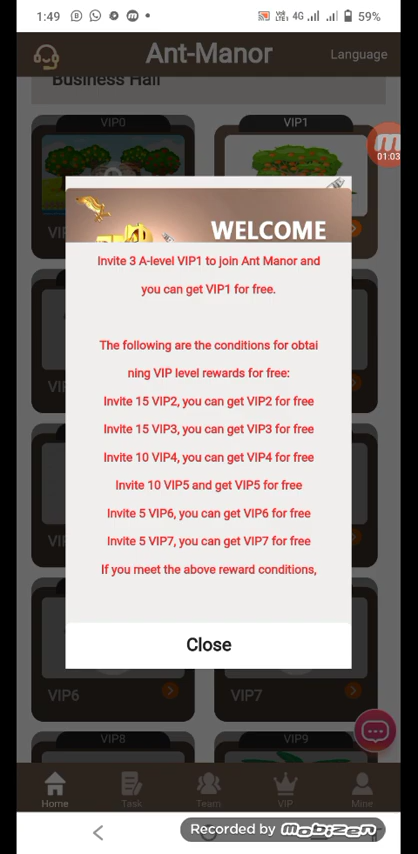 1:49
4G
59%
Ant-Manor
Language
Business Hall
VIP0
VIP1
01:03
WELCOME
Invite 3 A-level VIP1 to join Ant Manor and
you can get VIP1 for free.
The following are the conditions for obtai
ning VIP level rewards for free:
Invite 15 VIP2, you can get VIP2 for free
Invite 15 VIP3, you can get VIP3 for free
Invite 10 VIP4, you can get VIP4 for free
Invite 10 VIP5 and get VIP5 for free
Invite 5 VIP6, you can get VIP6 for free
Invite 5 VIP7, you can get VIP7 for free
If you meet the above reward conditions,
Close
VIP6
VIP7
VIP8
VIP9
Home
Task
Team
VIP
Mine
Recorded by mobizen